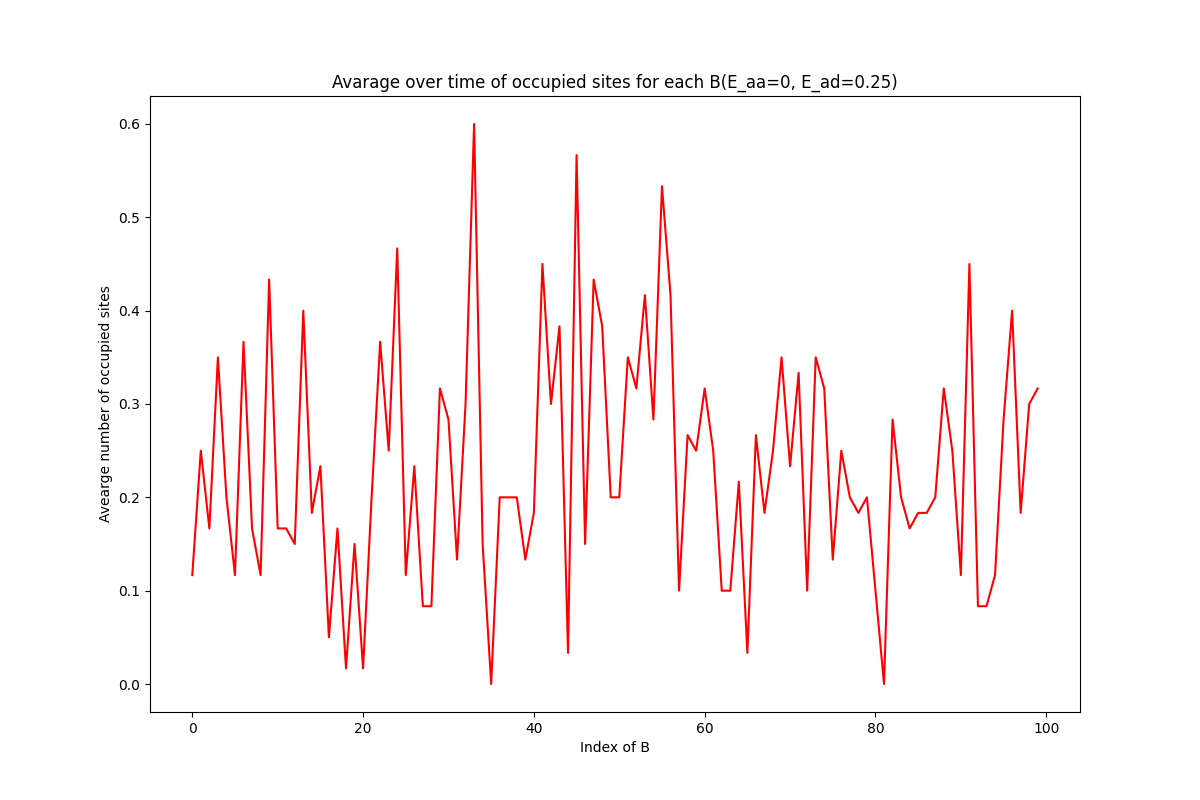 Avarage over time of occupied sites for each B(E_aa=0, E_ad=0.25)
0.6
0.5
0.4
0.3
0.2
0.1
0.0
Avearge number of occupied sites
0 20 40 60 80 100
Index of B